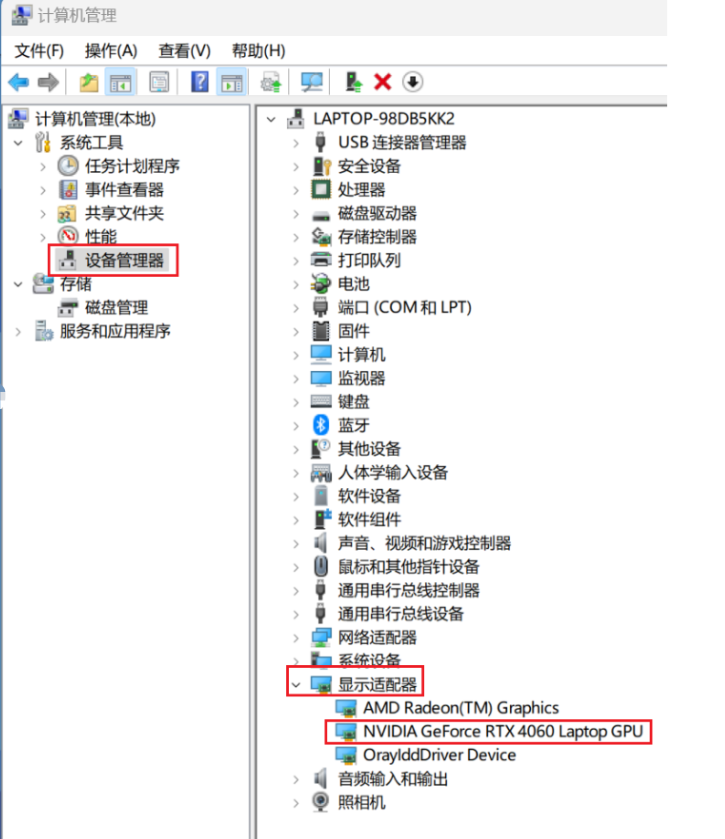 计算机管理
文件(F) 操作(A) 查看(V) 帮助(H)
计算机管理(本地)
系统工具
任务计划程序
事件查看器
共享文件夹
性能
设备管理器
存储
磁盘管理
服务和应用程序
LAPTOP-98DB5KK2
USB 连接器管理器
安全设备
处理器
磁盘驱动器
存储控制器
打印队列
电池
端口 (COM 和 LPT)
固件
计算机
监视器
键盘
蓝牙
其他设备
人体学输入设备
软件设备
软件组件
声音、视频和游戏控制器
鼠标和其他指针设备
通用串行总线控制器
通用串行总线设备
网络适配器
系统设备
显示适配器
AMD Radeon(TM) Graphics
NVIDIA GeForce RTX 4060 Laptop GPU
OrayIddDriver Device
音频输入和输出
照相机